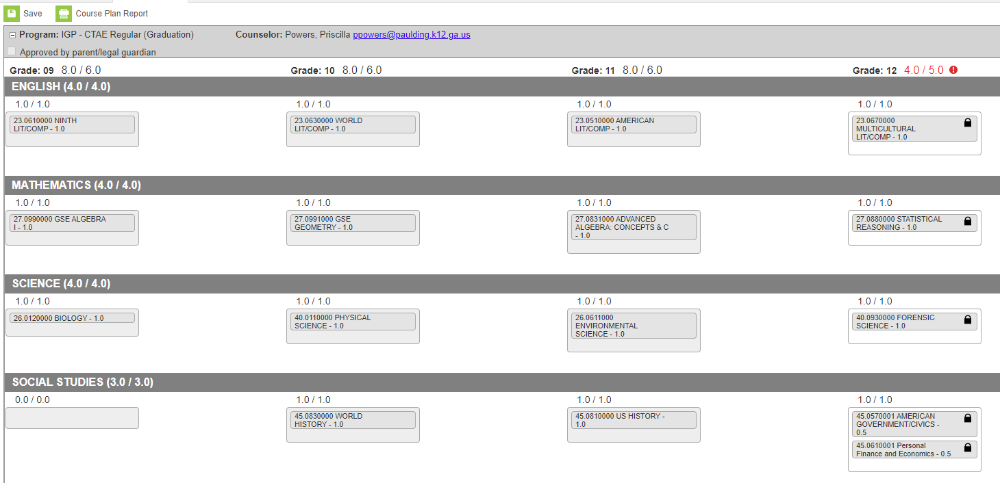 Save Course Plan Report
Program: IGP - CTAE Regular (Graduation) Counselor: Powers, Priscilla ppowers@paulding.k12.ga.us
Approved by parent/legal guardian
Grade: 09 8.0 / 6.0 Grade: 10 8.0 / 6.0 Grade: 11 8.0 / 6.0 Grade: 12 4.0 / 5.0
ENGLISH (4.0 / 4.0)
1.0 / 1.0
23.0610000 NINTH
LIT/COMP - 1.0
1.0 / 1.0
23.0630000 WORLD
LIT/COMP - 1.0
1.0 / 1.0
23.0510000 AMERICAN
LIT/COMP - 1.0
1.0 / 1.0
23.0670000
MULTICULTURAL
LIT/COMP - 1.0
MATHEMATICS (4.0 / 4.0)
1.0 / 1.0
27.0990000 GSE ALGEBRA
I - 1.0
1.0 / 1.0
27.0991000 GSE
GEOMETRY - 1.0
1.0 / 1.0
27.0831000 ADVANCED
ALGEBRA: CONCEPTS & C
- 1.0
1.0 / 1.0
27.0880000 STATISTICAL
REASONING - 1.0
SCIENCE (4.0 / 4.0)
1.0 / 1.0
26.0120000 BIOLOGY - 1.0
1.0 / 1.0
40.0110000 PHYSICAL
SCIENCE - 1.0
1.0 / 1.0
26.0611000
ENVIRONMENTAL
SCIENCE - 1.0
1.0 / 1.0
40.0930000 FORENSIC
SCIENCE - 1.0
SOCIAL STUDIES (3.0 / 3.0)
0.0 / 0.0
1.0 / 1.0
45.0830000 WORLD
HISTORY - 1.0
1.0 / 1.0
45.0810000 US HISTORY -
1.0
1.0 / 1.0
45.0570001 AMERICAN
GOVERNMENT/CIVICS -
0.5
45.0610001 Personal
Finance and Economics - 0.5